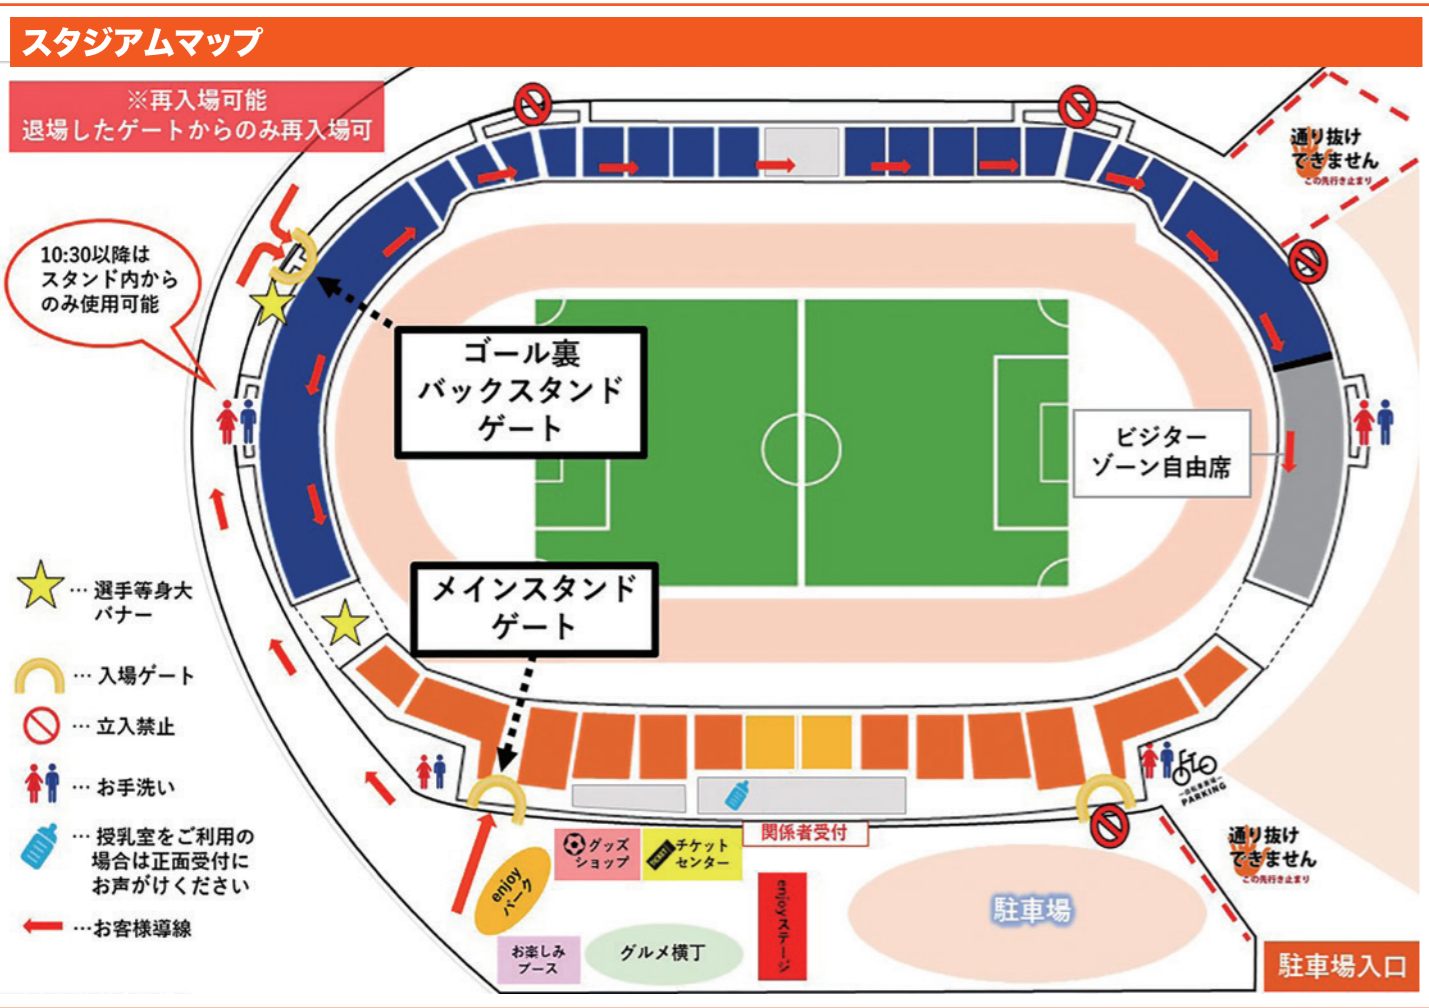 スタジアムマップ
※再入場可能
退場したゲートからのみ再入場可
通り抜け
できません
この先行き止まり
10:30以降は
スタンド内から
のみ使用可能
ゴール裏
バックスタンド
ゲート
ビジター
ゾーン自由席
メインスタンド
ゲート
… 選手等身大
バナー
… 入場ゲート
… 立入禁止
… お手洗い
… 授乳室をご利用の
場合は正面受付に
お声がけください
…お客様導線
PARKING
関係者受付
グッズ
ショップ
TICKET
チケット
センター
enjoy
パーク
enjoyステージ
お楽しみ
ブース
グルメ横丁
駐車場
通り抜け
できません
この先行き止まり
駐車場入口